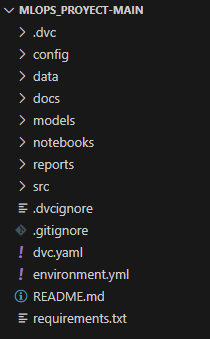 MLOPS_PROYECT-MAIN
.dvc
config
data
docs
models
notebooks
reports
src
.dvcignore
.gitignore
dvc.yaml
environment.yml
README.md
requirements.txt